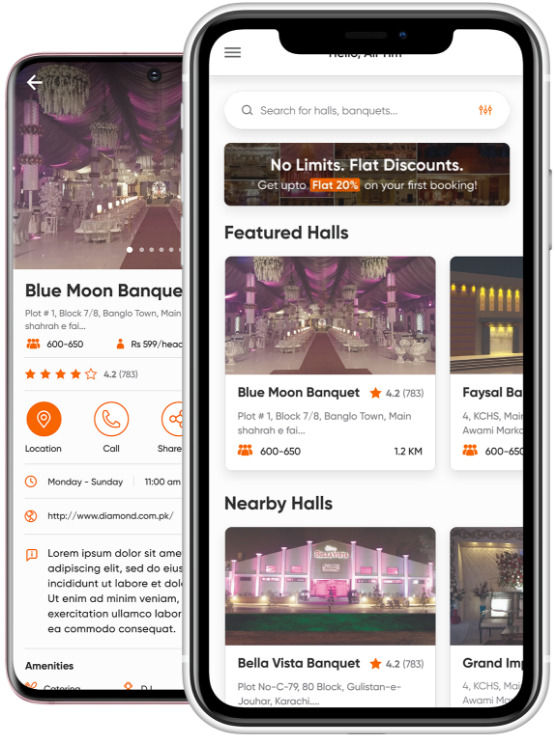 Blue Moon Banque
Plot # 1, Block 7/8, Banglo Town, Main
shahrah e fai...
600-650
Rs 599/head
4.2 (783)
Location
Call
Share
Monday - Sunday
11:00 am
http://www.diamond.com.pk/
Lorem ipsum dolor sit ame
adipiscing elit, sed do eius
incididunt ut labore et dol
Ut enim ad minim veniam,
exercitation ullamco labor
ea commodo consequat.
Amenities
Catering
DJ
Search for halls, banquets...
No Limits. Flat Discounts.
Get upto Flat 20% on your first booking!
Featured Halls
Blue Moon Banquet
4.2 (783)
Plot # 1, Block 7/8, Banglo Town, Main
shahrah e fai...
600-650
1.2 KM
Faysal Ba
4, KCHS, Mair
Awami Marka
600-650
Nearby Halls
BELLA VISTA
Bella Vista Banquet
4.2 (783)
Plot No-C-79, 80 Block, Gulistan-e-
Jouhar, Karachi....
Grand Imp
4, KCHS, Mai
Awami Ma